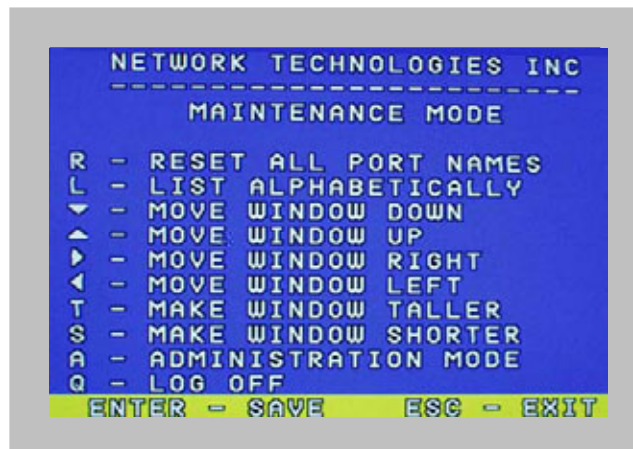 NETWORK TECHNOLOGIES INC
-------------------------
MAINTENANCE MODE
R - RESET ALL PORT NAMES
L - LIST ALPHABETICALLY
▼ - MOVE WINDOW DOWN
▲ - MOVE WINDOW UP
▶ - MOVE WINDOW RIGHT
◀ - MOVE WINDOW LEFT
T - MAKE WINDOW TALLER
S - MAKE WINDOW SHORTER
A - ADMINISTRATION MODE
Q - LOG OFF
ENTER - SAVE ESC - EXIT